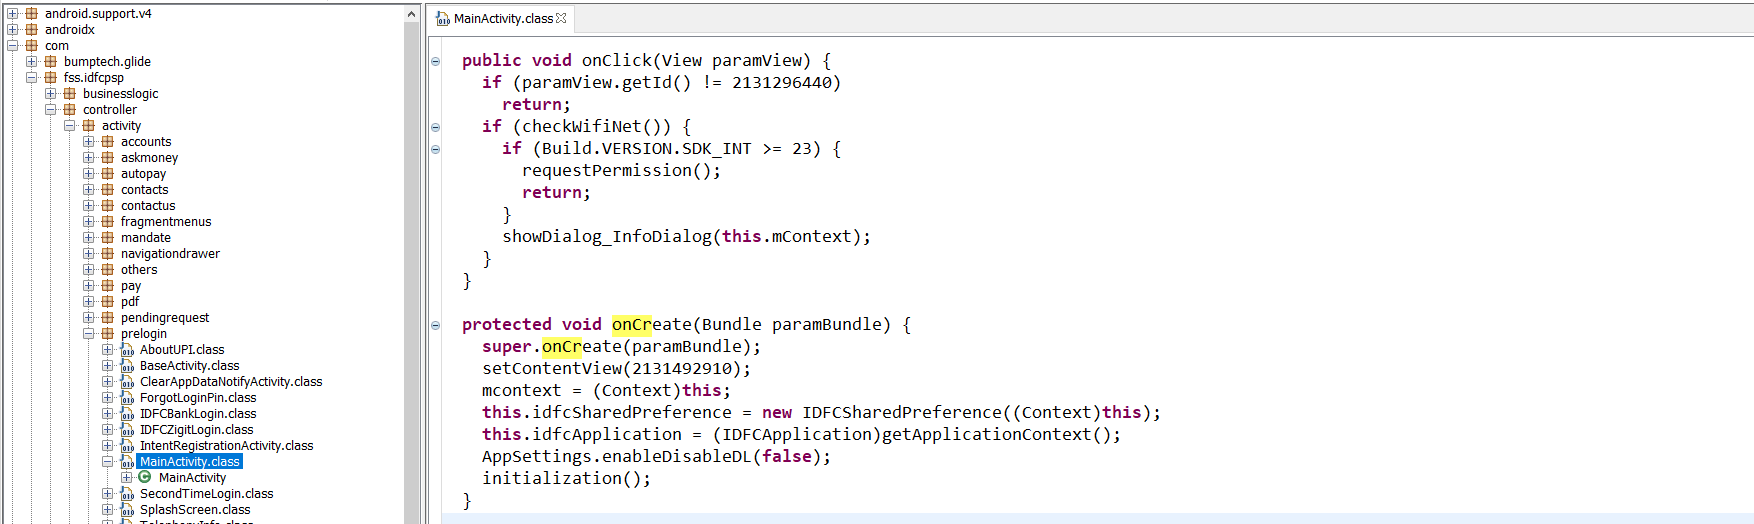 android.support.v4
androidx
com
bumptech.glide
fss.idfcpsp
businesslogic
controller
activity
accounts
askmoney
autopay
contacts
contactus
fragmentmenus
mandate
navigationdrawer
others
pay
pdf
pendingrequest
prelogin
AboutUPI.class
BaseActivity.class
ClearAppDataNotifyActivity.class
ForgotLoginPin.class
IDFCBankLogin.class
IDFCZigitLogin.class
IntentRegistrationActivity.class
MainActivity.class
MainActivity
SecondTimeLogin.class
SplashScreen.class
TelephonyInfo.class
MainActivity.class
public void onClick(View paramView) {
if (paramView.getId() != 2131296440)
return;
if (checkWifiNet()) {
if (Build.VERSION.SDK_INT >= 23) {
requestPermission();
return;
}
showDialog_InfoDialog(this.mContext);
}
}
protected void onCreate(Bundle paramBundle) {
super.onCreate(paramBundle);
setContentView(2131492910);
mcontext = (Context)this;
this.idfcSharedPreference = new IDFCSharedPreference((Context)this);
this.idfcApplication = (IDFCApplication)getApplicationContext();
AppSettings.enableDisableDL(false);
initialization();
}